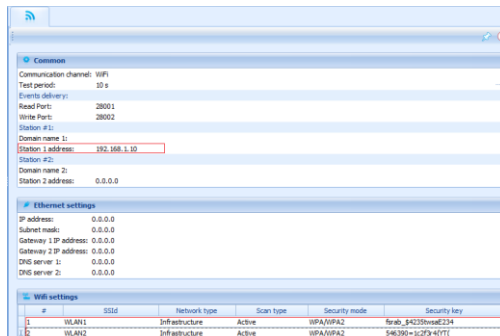 Common
Communication channel: WiFi
Test period: 10 s
Events delivery:
Read Port: 28001
Write Port: 28002
Station #1:
Domain name 1:
Station 1 address: 192.168.1.10
Station #2:
Domain name 2:
Station 2 address: 0.0.0.0
Ethernet settings
IP address: 0.0.0.0
Subnet mask: 0.0.0.0
Gateway 1 IP address: 0.0.0.0
Gateway 2 IP address: 0.0.0.0
DNS server 1: 0.0.0.0
DNS server 2: 0.0.0.0
Wifi settings
# SSId Network type Scan type Security mode Security key
1 WLAN1 Infrastructure Active WPA/WPA2
2 WLAN2 Infrastructure Active WPA/WPA2